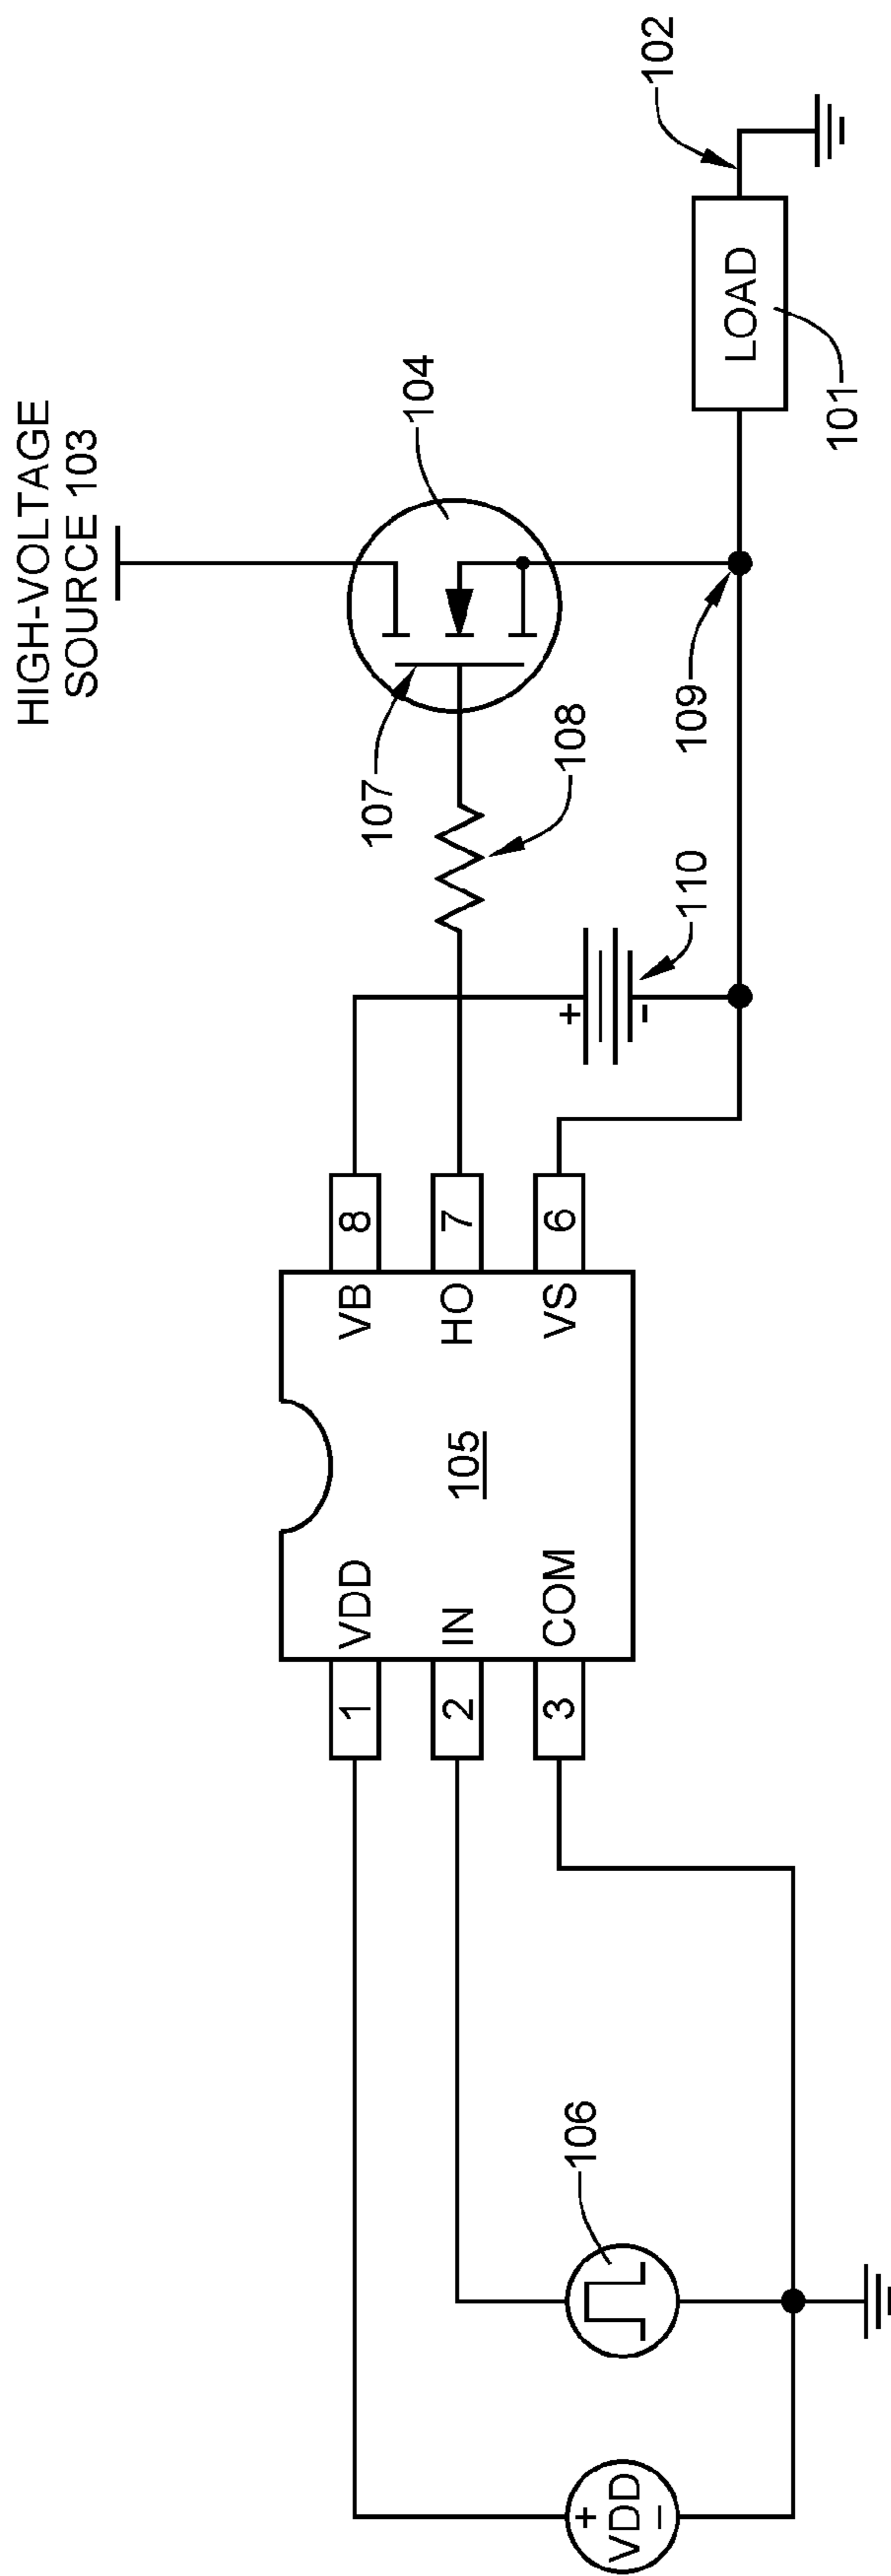 HIGH-VOLTAGE
SOURCE 103
102
104
LOAD
101
107
108
109
110
8
7
6
VB
HO
VS
105
VDD
IN
COM
1
2
3
106
+
-
+
VDD
-